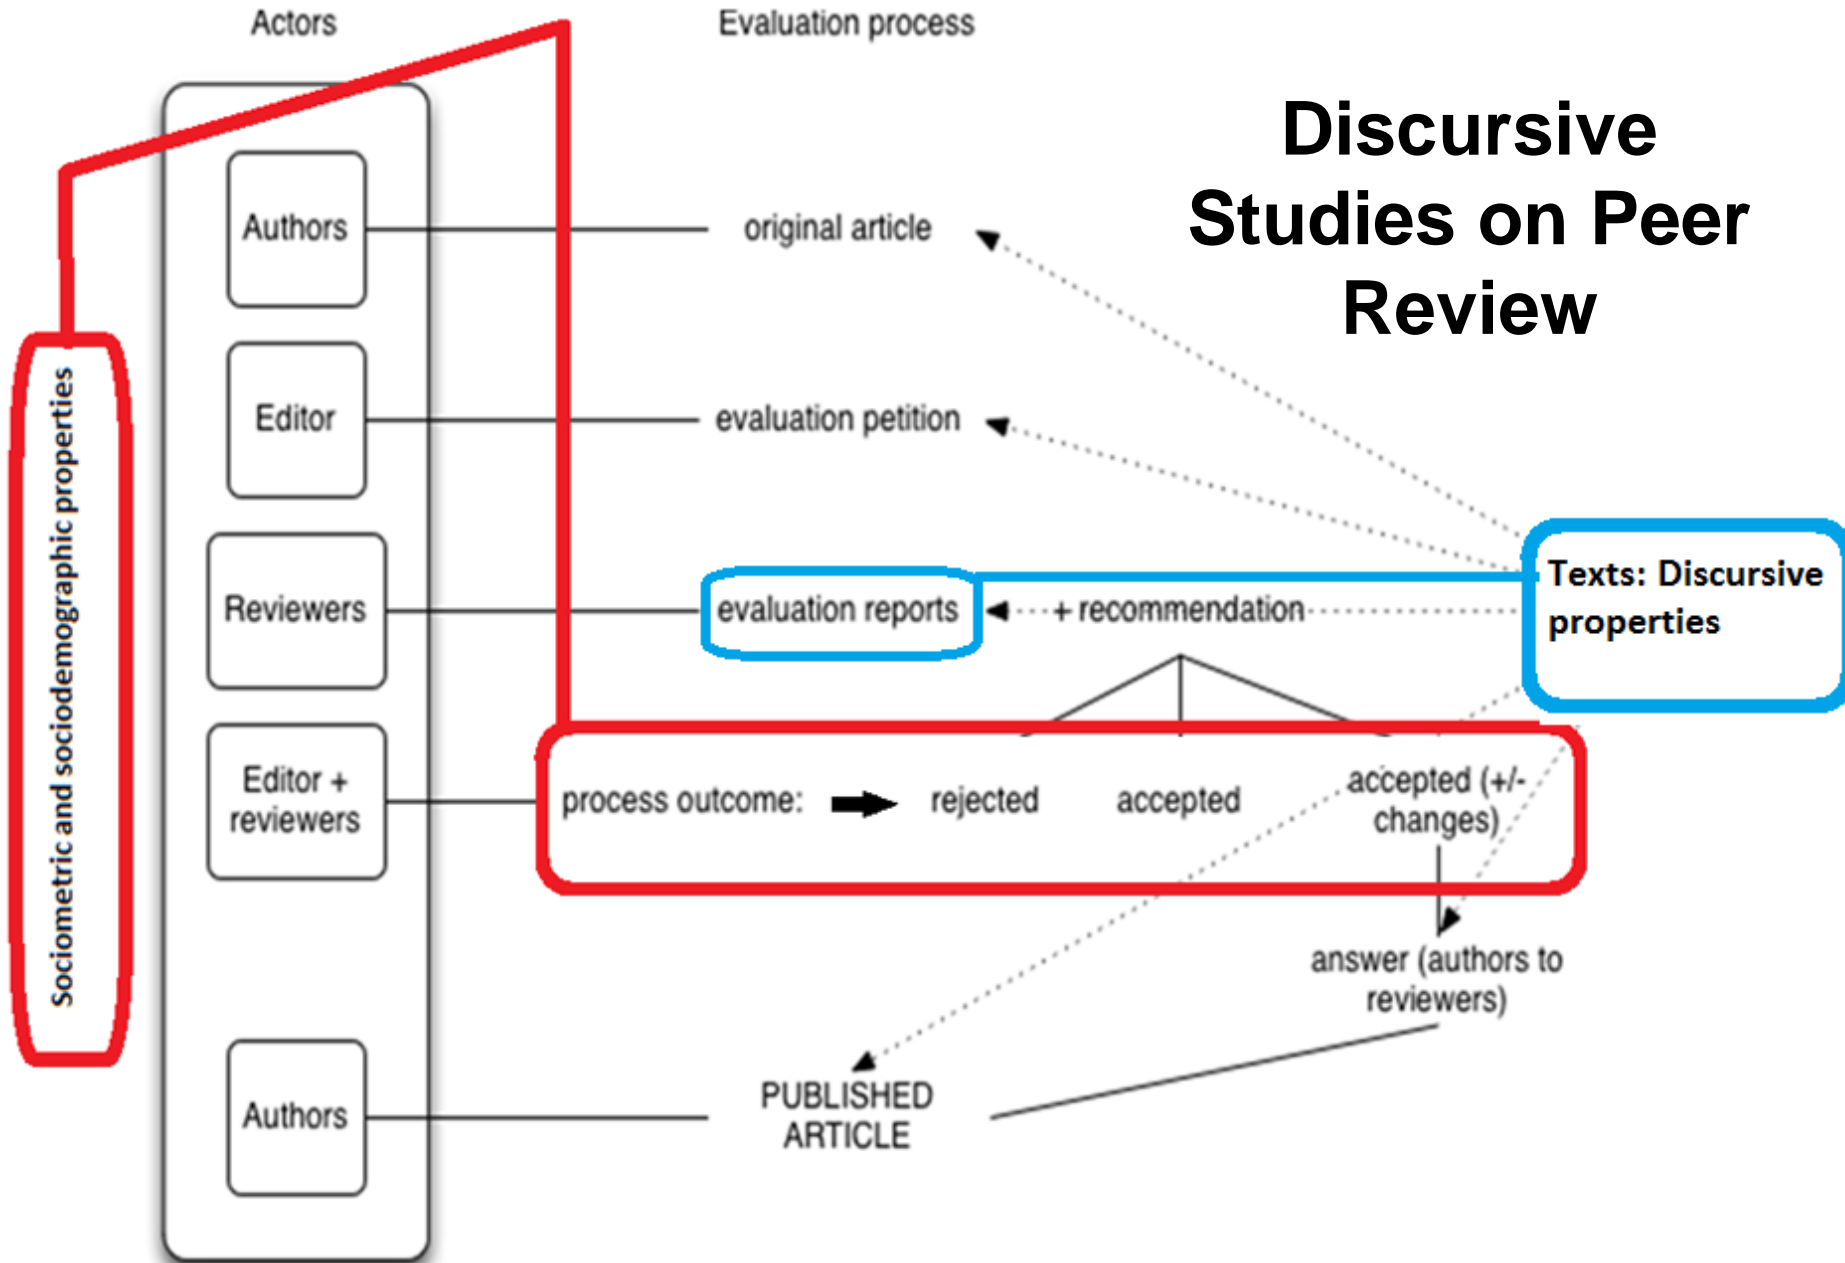 Actors
Evaluation process
Discursive
Studies on Peer
Review
Authors
original article
Editor
evaluation petition
Sociometric and sociodemographic properties
Reviewers
evaluation reports
+ recommendation
Texts: Discursive
properties
Editor +
reviewers
process outcome:
rejected
accepted
accepted (+/-
changes)
answer (authors to
reviewers)
Authors
PUBLISHED
ARTICLE